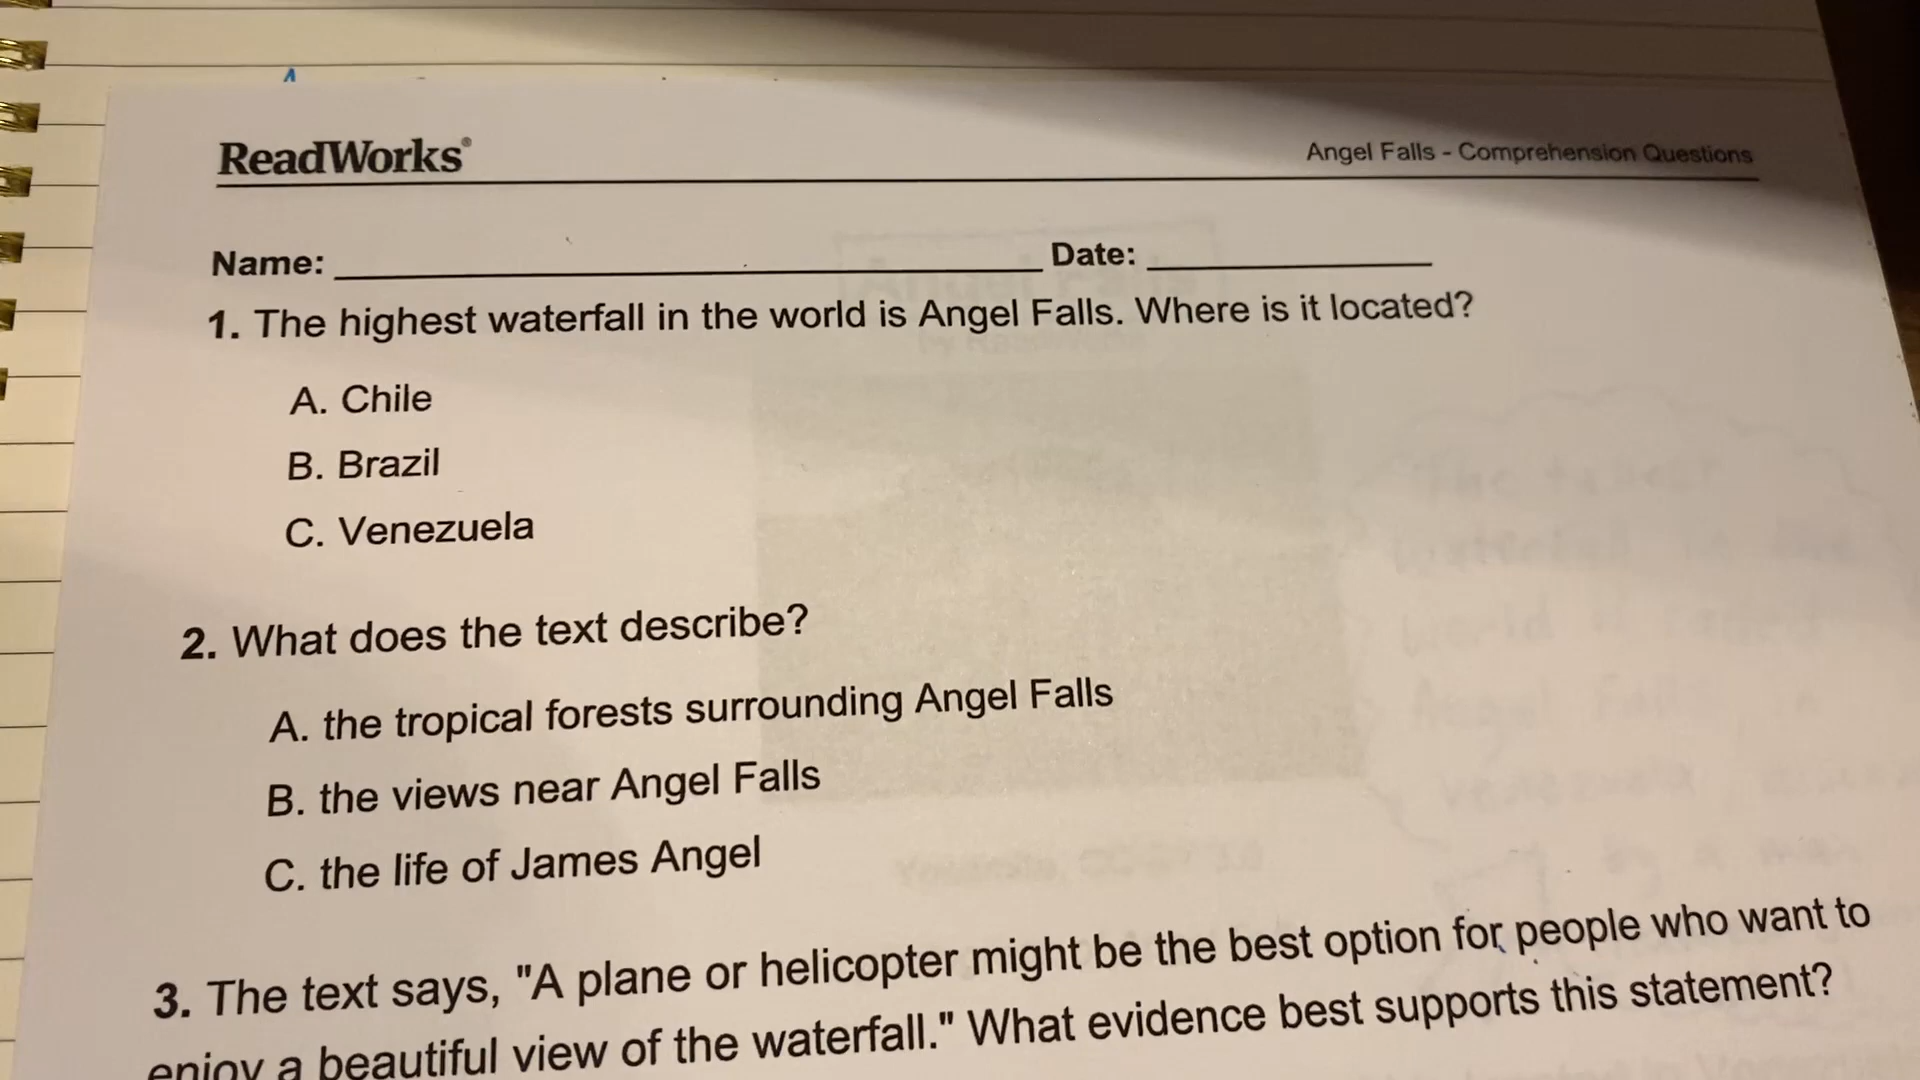 ReadWorks®
Angel Falls - Comprehension Questions
Name: Date:
1. The highest waterfall in the world is Angel Falls. Where is it located?
A. Chile
B. Brazil
C. Venezuela
2. What does the text describe?
A. the tropical forests surrounding Angel Falls
B. the views near Angel Falls
C. the life of James Angel
3. The text says, "A plane or helicopter might be the best option for people who want to
enjoy a beautiful view of the waterfall." What evidence best supports this statement?